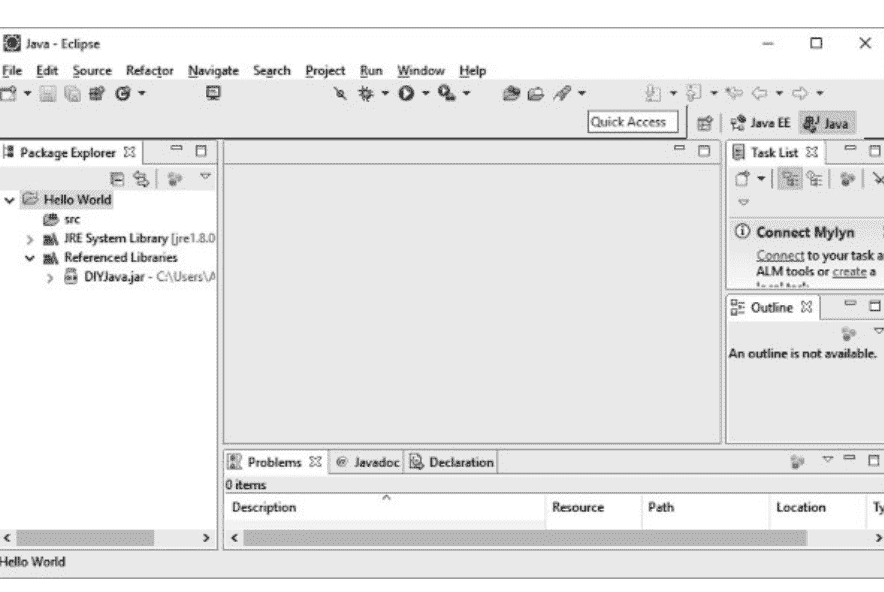 Java - Eclipse
File Edit Source Refactor Navigate Search Project Run Window Help
Quick Access
Java EE
Java
Package Explorer
Hello World
src
JRE System Library [jre1.8.0
Referenced Libraries
DIYJava.jar - C:\Users\A
Task List
Connect Mylyn
Connect to your task a
ALM tools or create a
Outline
An outline is not available.
Problems
@ Javadoc
Declaration
0 items
Description Resource Path Location Ty
Hello World